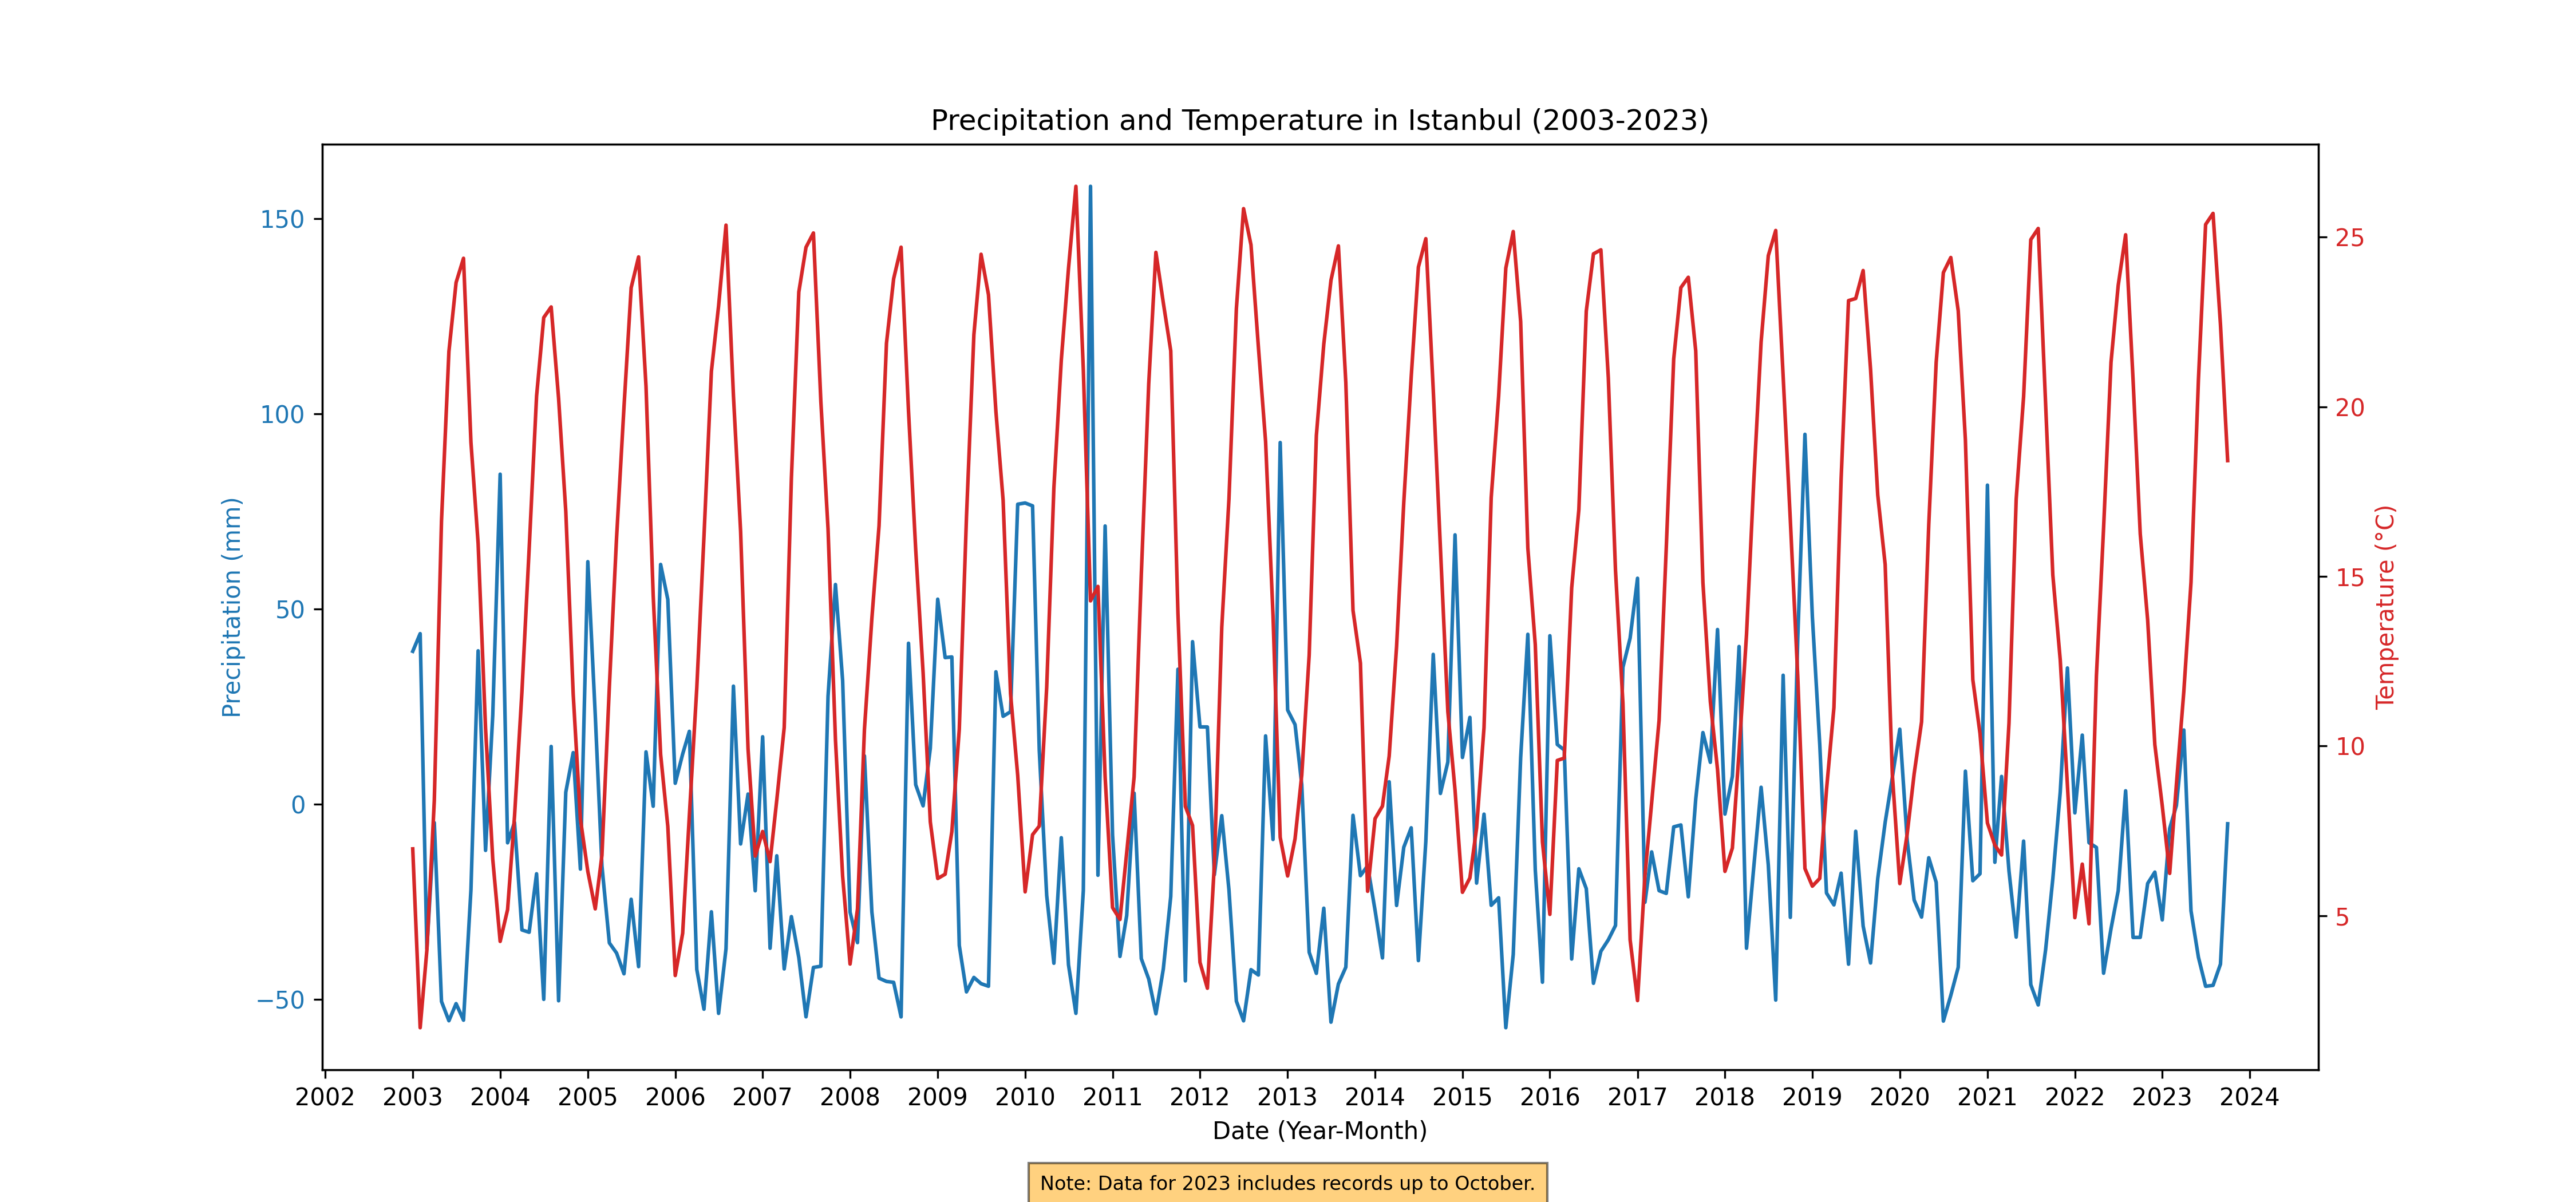 Precipitation and Temperature in Istanbul (2003-2023)
150
100
50
0
−50
Precipitation (mm)
25
20
15
10
5
Temperature (°C)
2002 2003 2004 2005 2006 2007 2008 2009 2010 2011 2012 2013 2014 2015 2016 2017 2018 2019 2020 2021 2022 2023 2024
Date (Year-Month)
Note: Data for 2023 includes records up to October.